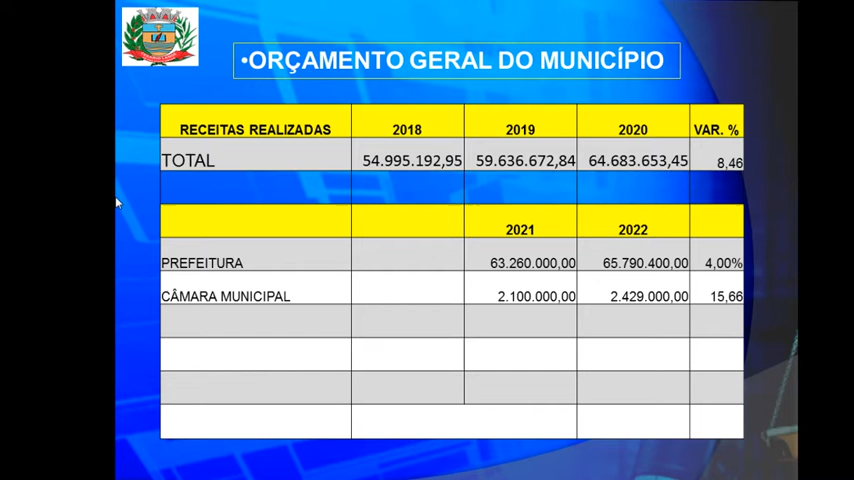 •ORÇAMENTO GERAL DO MUNICÍPIO
RECEITAS REALIZADAS 2018 2019 2020 VAR. %
TOTAL 54.995.192,95 59.636.672,84 64.683.653,45 8,46
2021 2022
PREFEITURA 63.260.000,00 65.790.400,00 4,00%
CÂMARA MUNICIPAL 2.100.000,00 2.429.000,00 15,66